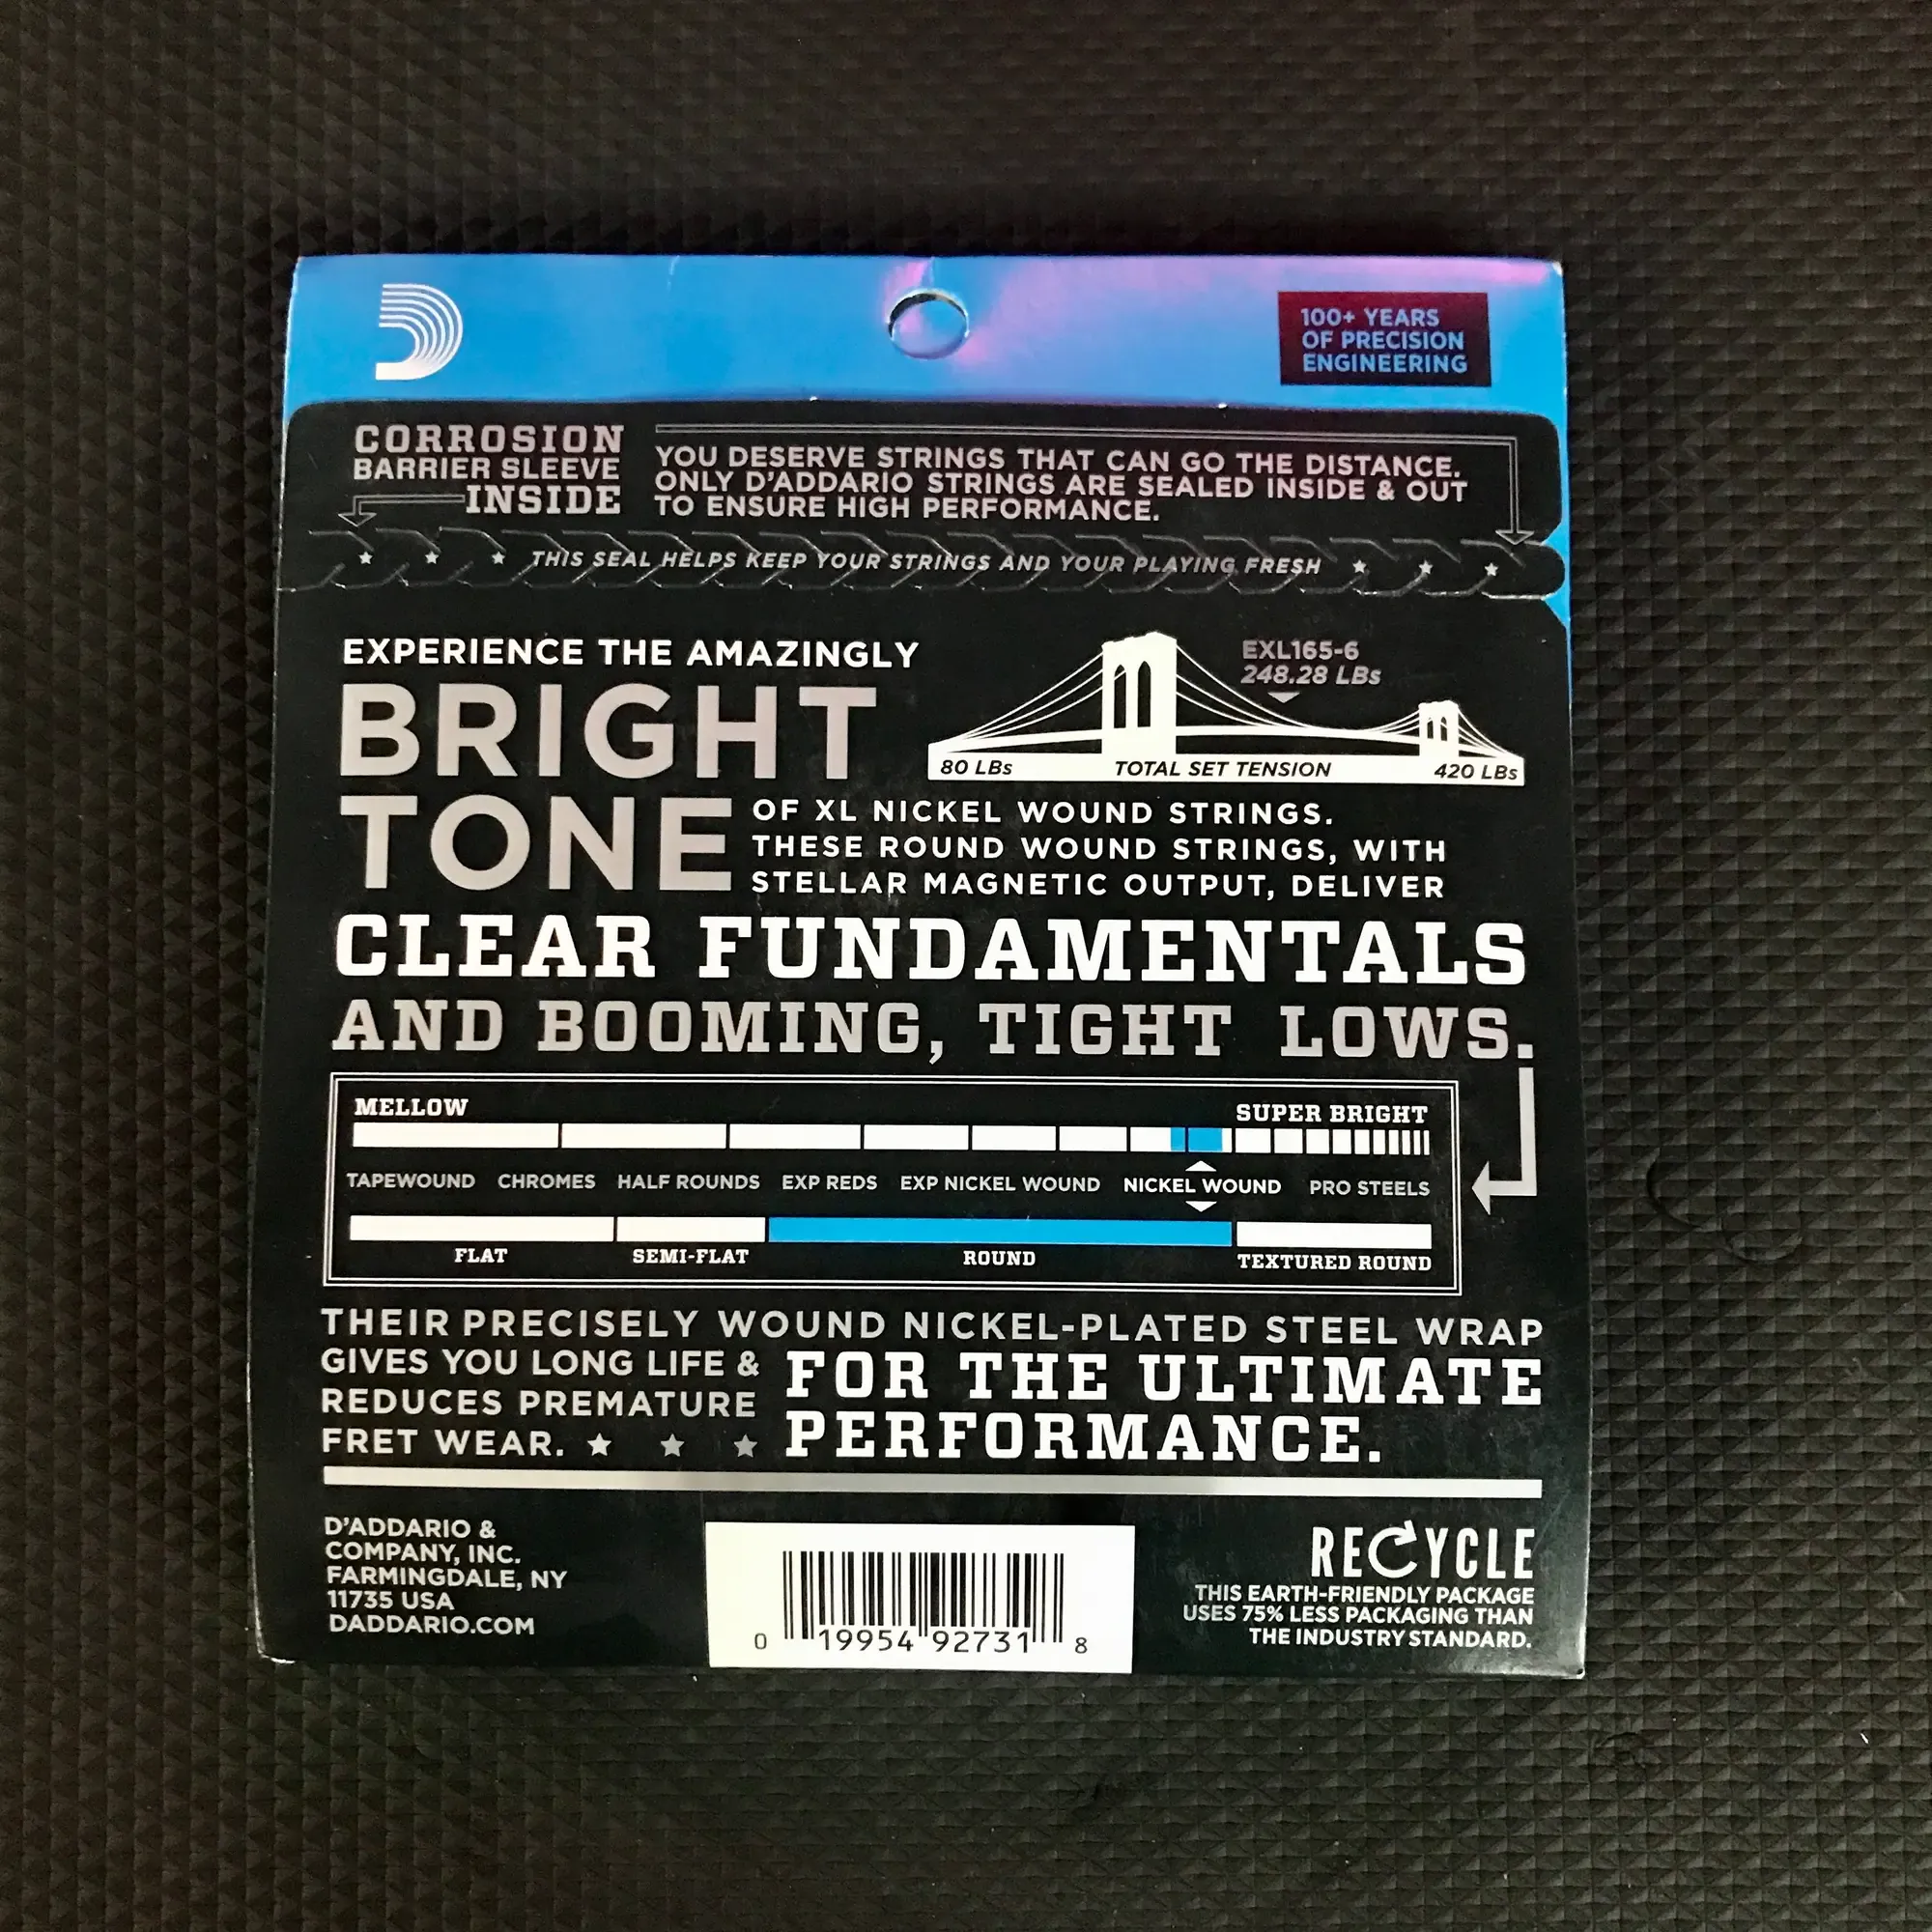 100+ YEARS
OF PRECISION
ENGINEERING
CORROSION
BARRIER SLEEVE
INSIDE
YOU DESERVE STRINGS THAT CAN GO THE DISTANCE.
ONLY D'ADDARIO STRINGS ARE SEALED INSIDE & OUT
TO ENSURE HIGH PERFORMANCE.
THIS SEAL HELPS KEEP YOUR STRINGS AND YOUR PLAYING FRESH
EXPERIENCE THE AMAZINGLY
BRIGHT
TONE
EXL165-6
248.28 LBs
80 LBs TOTAL SET TENSION 420 LBs
OF XL NICKEL WOUND STRINGS.
THESE ROUND WOUND STRINGS, WITH
STELLAR MAGNETIC OUTPUT, DELIVER
CLEAR FUNDAMENTALS
AND BOOMING, TIGHT LOWS.
MELLOW SUPER BRIGHT
TAPEWOUND CHROMES HALF ROUNDS EXP REDS EXP NICKEL WOUND NICKEL WOUND PRO STEELS
FLAT SEMI-FLAT ROUND TEXTURED ROUND
THEIR PRECISELY WOUND NICKEL-PLATED STEEL WRAP
GIVES YOU LONG LIFE &
REDUCES PREMATURE
FRET WEAR.
FOR THE ULTIMATE
PERFORMANCE.
D'ADDARIO &
COMPANY, INC.
FARMINGDALE, NY
11735 USA
DADDARIO.COM
0 19954 92731 8
RECYCLE
THIS EARTH-FRIENDLY PACKAGE
USES 75% LESS PACKAGING THAN
THE INDUSTRY STANDARD.